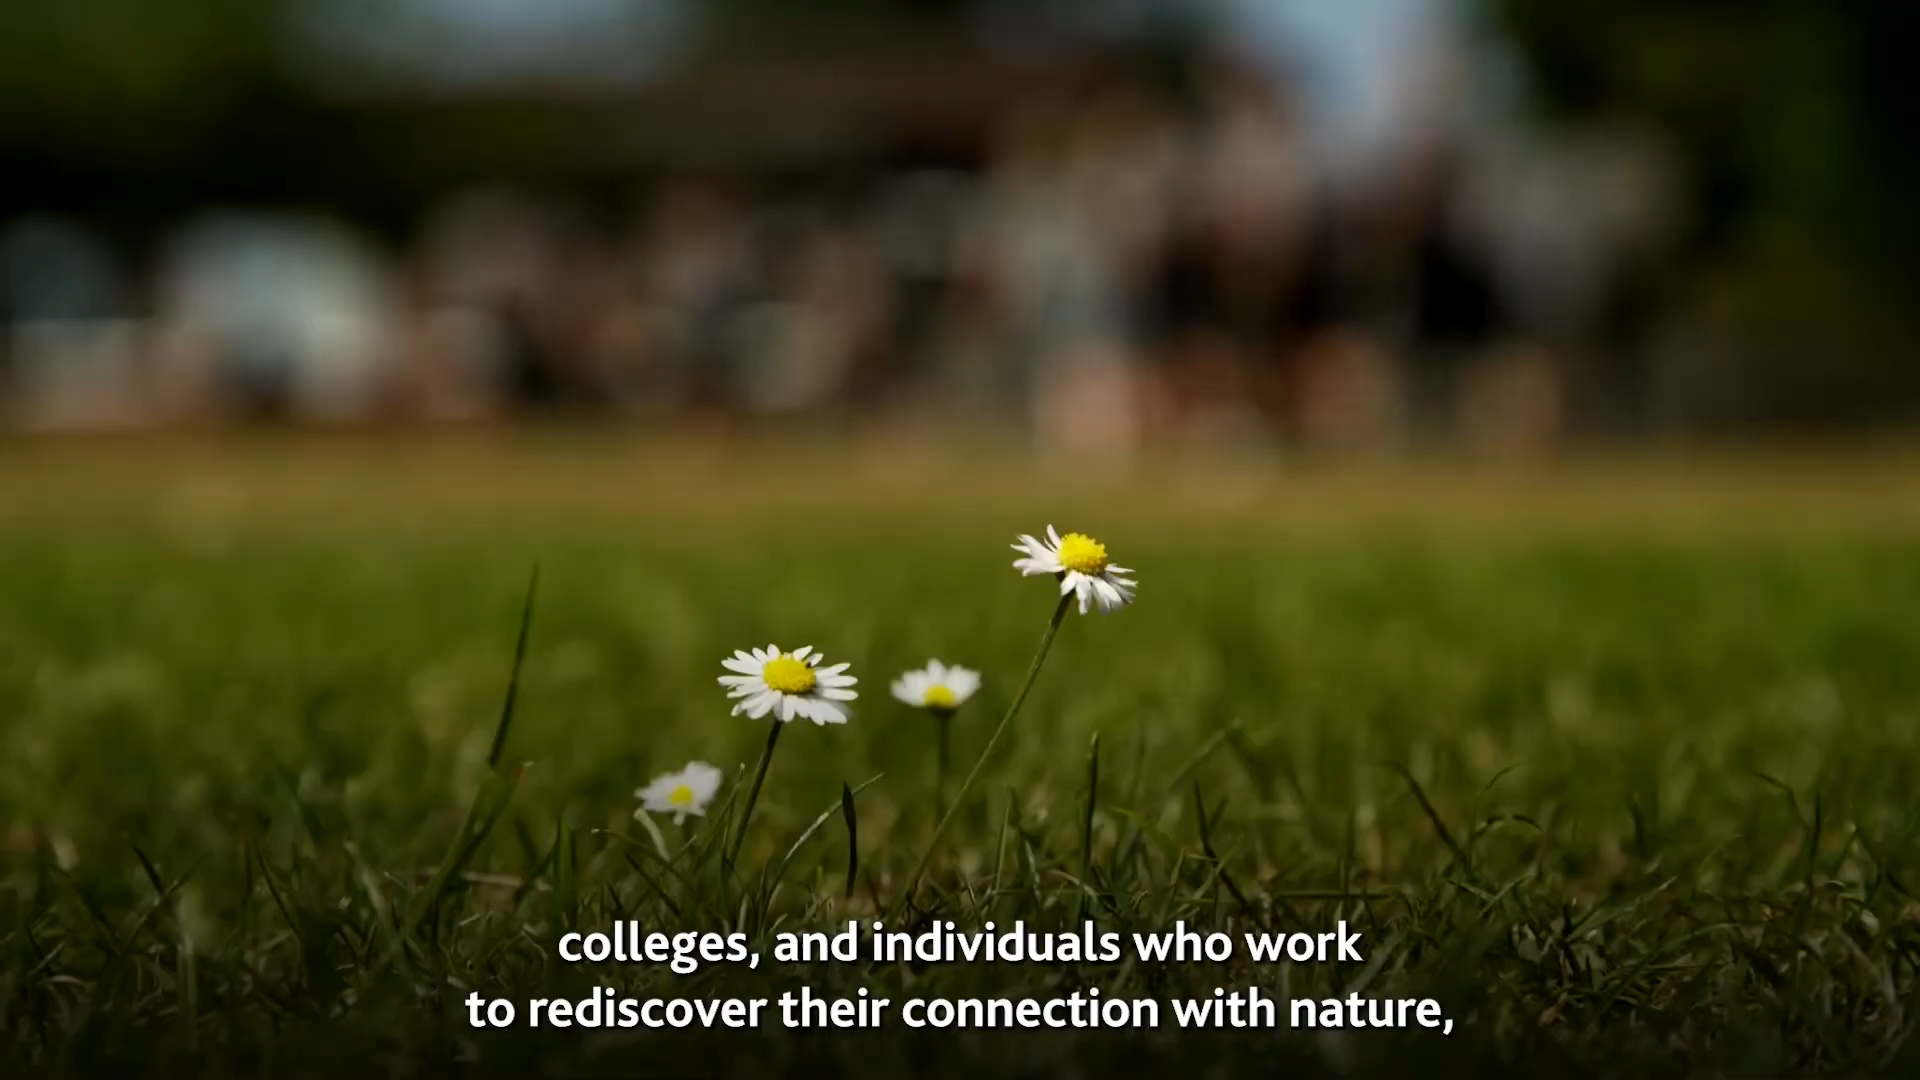 colleges, and individuals who work
to rediscover their connection with nature,